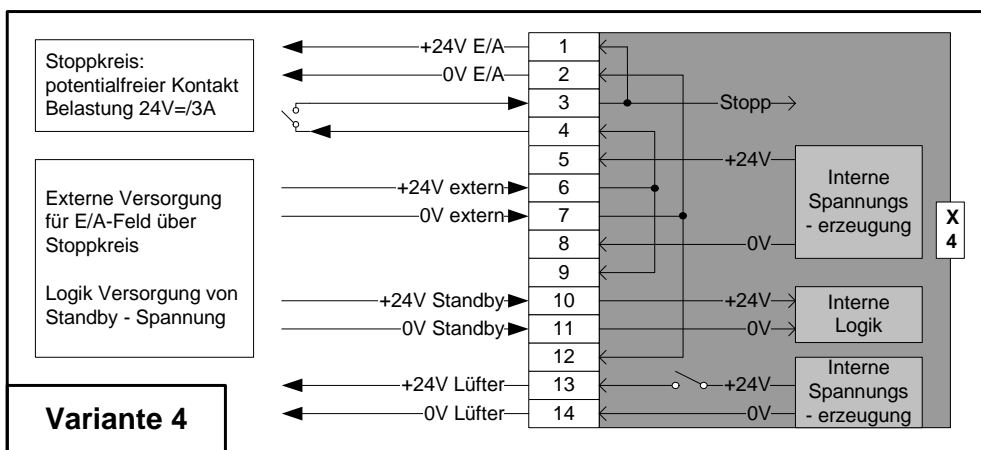 Stoppkreis:
potentialfreier Kontakt
Belastung 24V=/3A
Externe Versorgung
für E/A-Feld über
Stoppkreis
Logik Versorgung von
Standby - Spannung
Variante 4
+24V E/A
0V E/A
+24V extern
0V extern
+24V Standby
0V Standby
+24V Lüfter
0V Lüfter
1
2
3
4
5
6
7
8
9
10
11
12
13
14
Stopp
+24V
0V
+24V
0V
+24V
0V
Interne
Spannungs
- erzeugung
Interne
Logik
Interne
Spannungs
- erzeugung
X
4